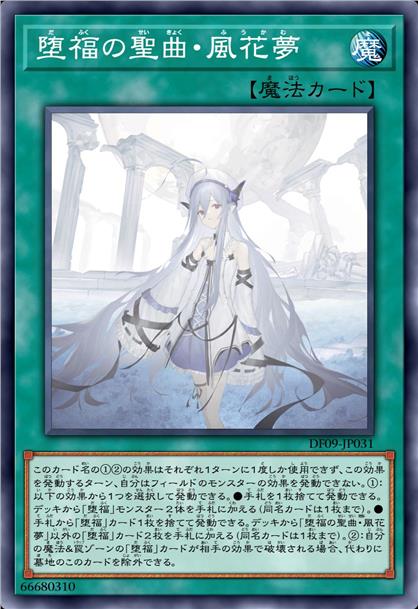 堕福の聖曲・風花夢
魔
【魔法カード】
DF09-JP031
このカード名の①②の効果はそれぞれ1ターンに1度しか使用できず、この効果
を発動するターン、自分はフィールドのモンスターの効果を発動できない。①:
以下の効果から1つを選択して発動できる。●手札を1枚捨てて発動できる。
デッキから「堕福」モンスター2体を手札に加える(同名カードは1枚まで)。●
手札から「堕福」カード1枚を捨てて発動できる。デッキから「堕福の聖曲・風花
夢」以外の「堕福」カード2枚を手札に加える(同名カードは1枚まで)。②:自分
の魔法&罠ゾーンの「堕福」カードが相手の効果で破壊される場合、代わりに
墓地のこのカードを除外できる。
66680310